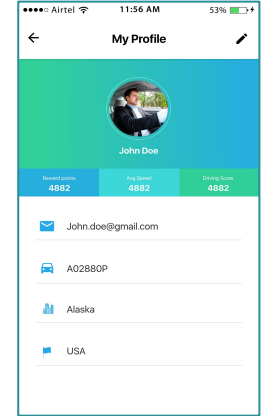 Airtel 11:56 AM 53%
My Profile
John Doe
Reward points Avg Speed Driving Score
4882 4882 4882
John.doe@gmail.com
A02880P
Alaska
USA